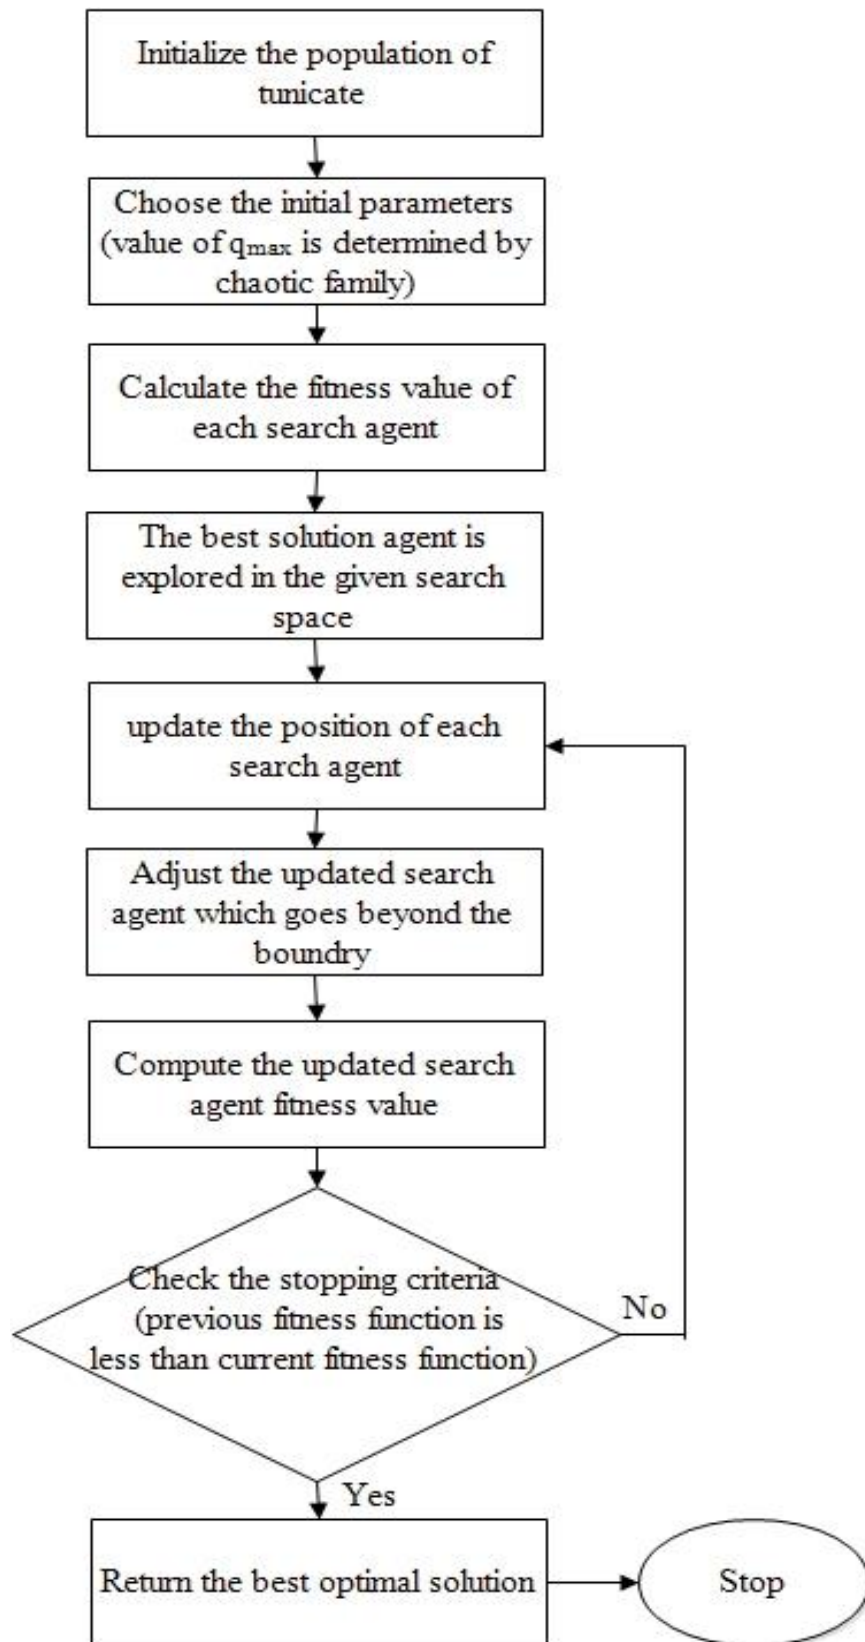 Initialize the population of
tunicate
Choose the initial parameters
(value of qmax is determined by
chaotic family)
Calculate the fitness value of
each search agent
The best solution agent is
explored in the given search
space
update the position of each
search agent
Adjust the updated search
agent which goes beyond the
boundry
Compute the updated search
agent fitness value
Check the stopping criteria
(previous fitness function is
less than current fitness function)
No
Yes
Return the best optimal solution
Stop